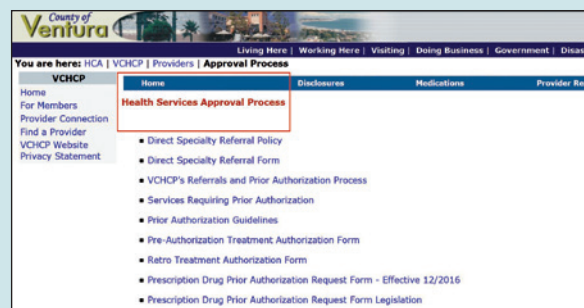 County of
Ventura
Living Here | Working Here | Visiting | Doing Business | Government | Disas
You are here: HCA | VCHCP | Providers | Approval Process
VCHCP
Home
For Members
Provider Connection
Find a Provider
VCHCP Website
Privacy Statement
Home Disclosures Medications Provider Re
Health Services Approval Process
▪ Direct Specialty Referral Policy
▪ Direct Specialty Referral Form
▪ VCHCP's Referrals and Prior Authorization Process
▪ Services Requiring Prior Authorization
▪ Prior Authorization Guidelines
▪ Pre-Authorization Treatment Authorization Form
▪ Retro Treatment Authorization Form
▪ Prescription Drug Prior Authorization Request Form - Effective 12/2016
▪ Prescription Drug Prior Authorization Request Form Legislation